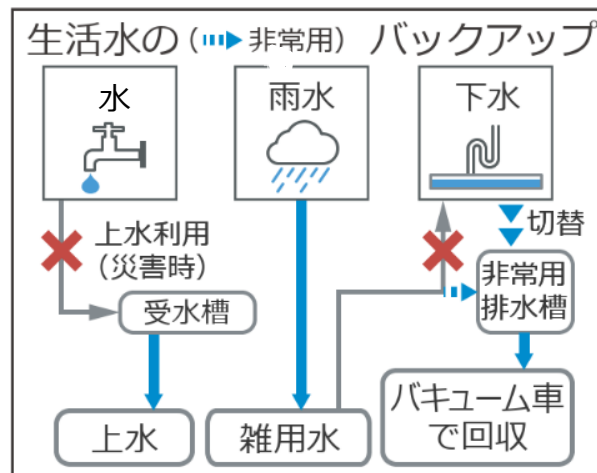 生活水の(非常用)バックアップ
水
雨水
下水
上水利用
(災害時)
切替
受水槽
非常用
排水槽
上水
雑用水
バキューム車
で回収